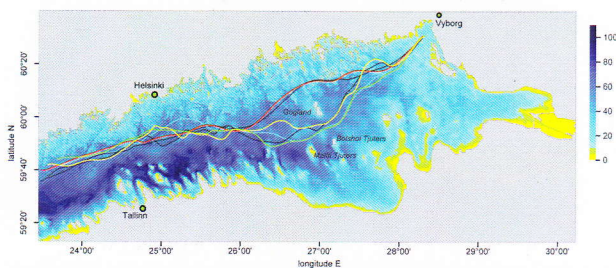 Vyborg
Helsinki
Gogland
Bolshoi Tjuters
Malõi Tjuters
Tallinn
latitude N
60°20'
60°00'
59°40'
59°20'
24°00'
25°00'
26°00'
27°00'
28°00'
29°00'
30°00'
longitude E
100
80
60
40
20
0